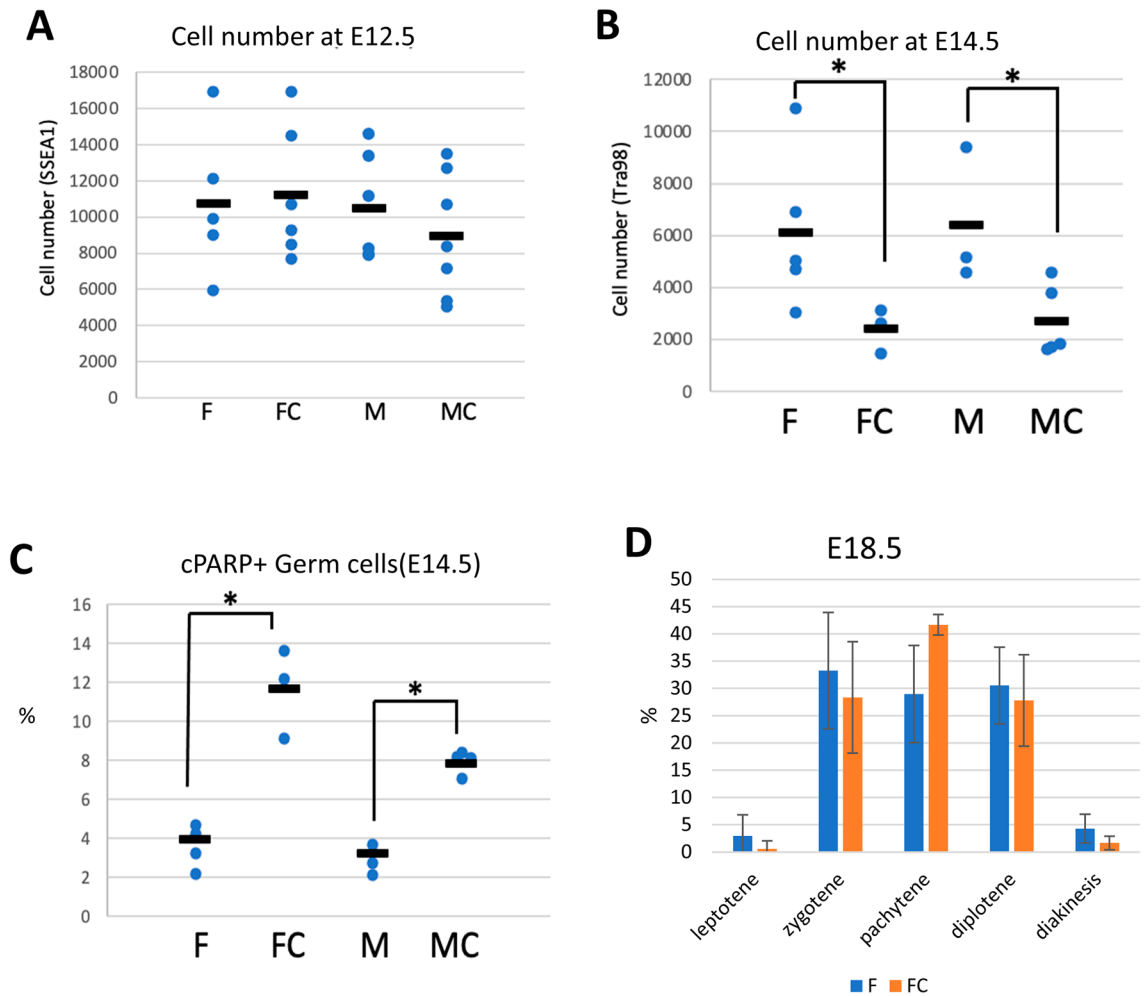 A
Cell number at E12.5
Cell number (SSEA1)
18000
16000
14000
12000
10000
8000
6000
4000
2000
0
F FC M MC
B
Cell number at E14.5
*
*
Cell number (Tra98)
12000
10000
8000
6000
4000
2000
0
F FC M MC
C
cPARP+ Germ cells(E14.5)
*
*
%
16
14
12
10
8
6
4
2
0
F FC M MC
D
E18.5
%
50
45
40
35
30
25
20
15
10
5
0
leptotene
zygotene
pachytene
diplotene
diakinesis
F FC